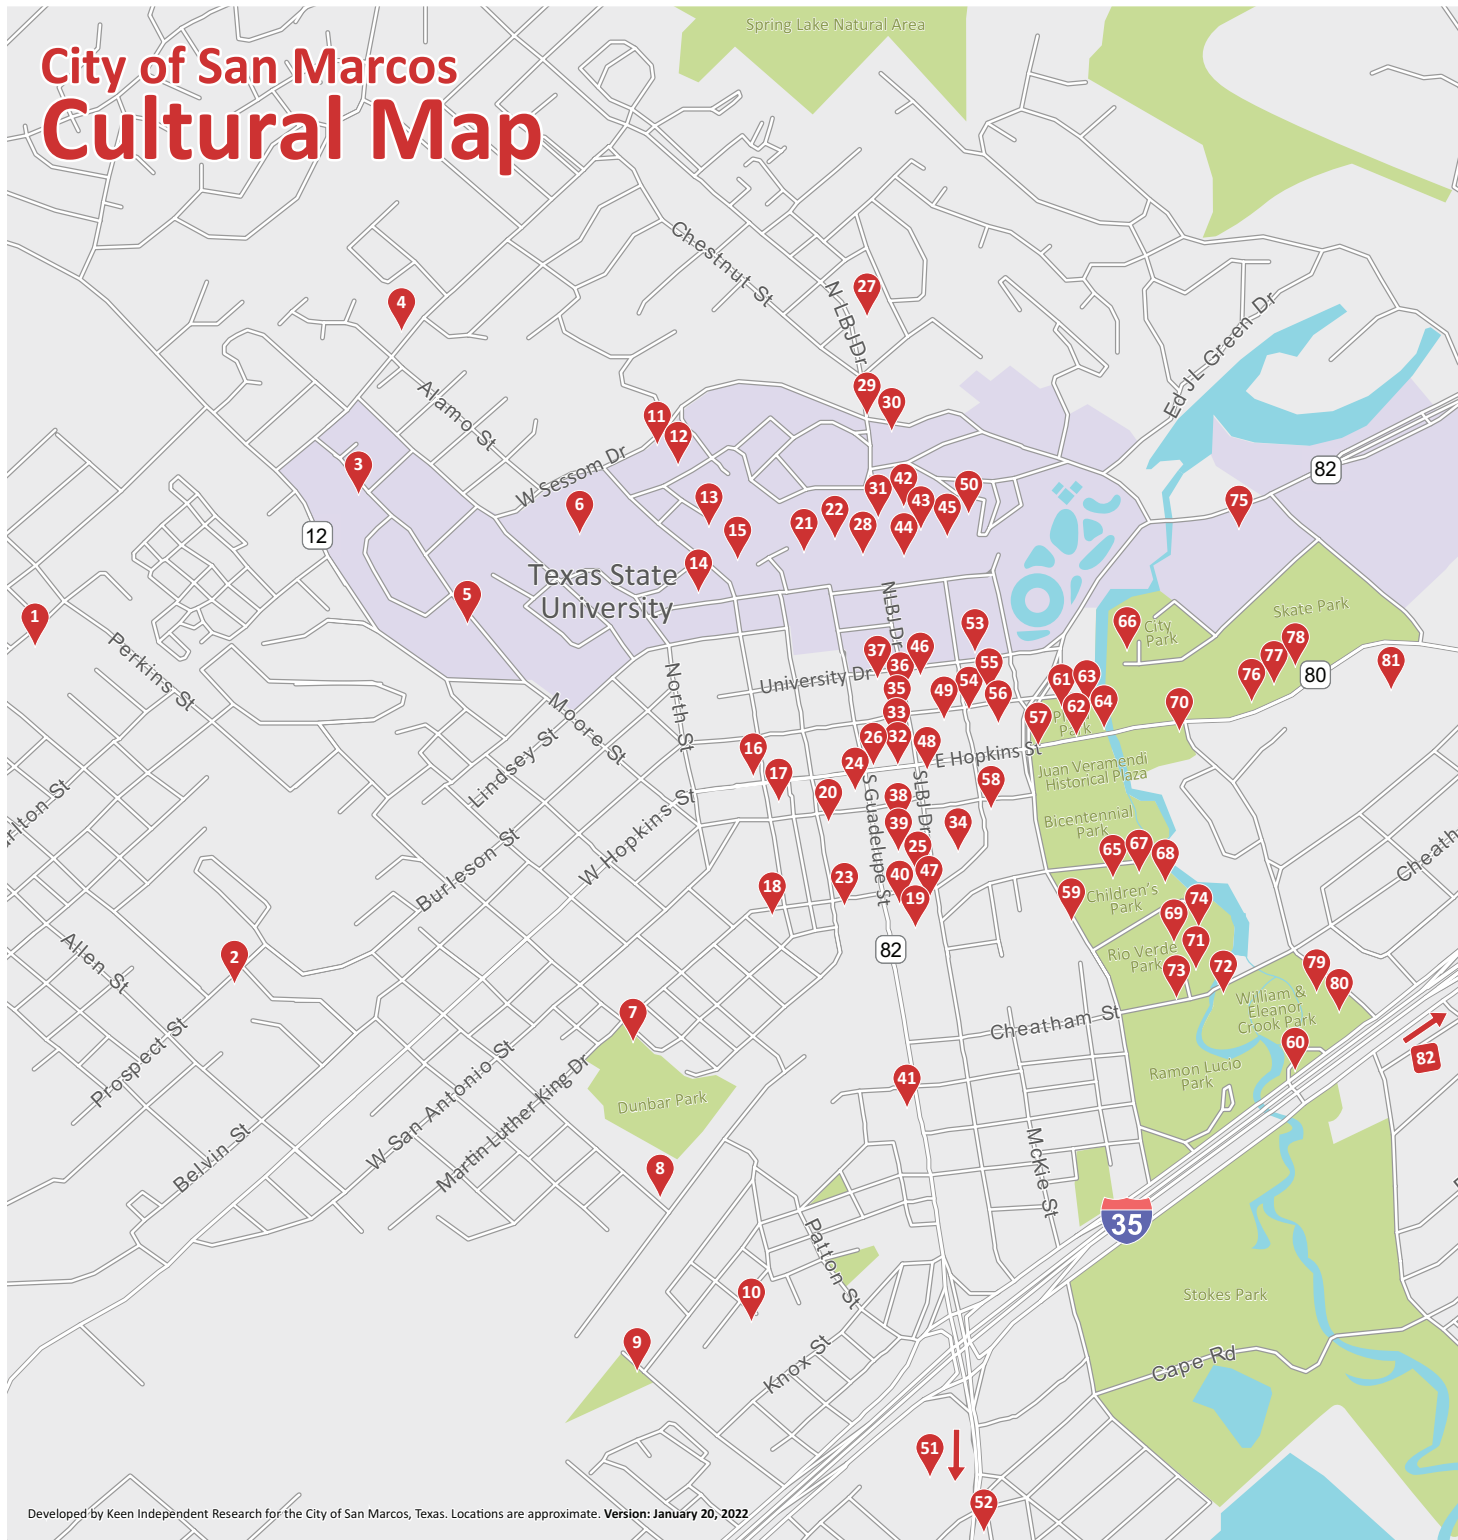 City of San Marcos
Cultural Map
Spring Lake Natural Area
Chestnut St
N LBJ Dr
27
4
Ed J L Green Dr
29
30
Alamo St
11
12
W Sessom Dr
82
3
6
13
31
42
43
45
50
75
12
15
21
22
28
44
14
Texas State
University
5
1
N LBJ Dr
53
66
City
Park
Skate Park
78
77
76
80
81
Perkins St
North St
University Dr
37
36
46
35
33
49
54
55
56
61
63
62
64
57
70
Moore St
Lindsey St
16
17
26
32
48
24
E Hopkins St
Juan Veramendi
Historical Plaza
58
20
38
S Guadelupe St
S LBJ Dr
W Hopkins St
39
34
25
Bicentennial
Park
65
67
68
Burleson St
18
23
40
47
19
59
Children's
Park
69
74
Cheath
Allen St
2
82
Rio Verde
Park
71
73
72
79
80
William &
Eleanor
Crook Park
Prospect St
7
Cheatham St
60
82
W San Antonio St
Martin Luther King Dr
Dunbar Park
41
Ramon Lucio
Park
Belvin St
8
McKie St
35
Patton St
10
9
Knox St
Stokes Park
Cape Rd
51
52
Developed by Keen Independent Research for the City of San Marcos, Texas. Locations are approximate. Version: January 20, 2022